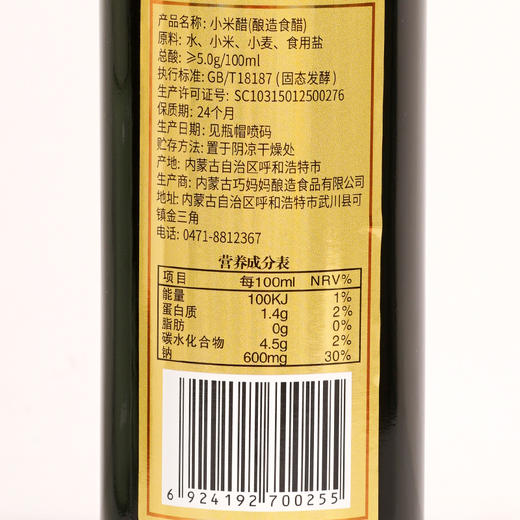 产品名称: 小米醋(酿造食醋)
原料: 水、小米、小麦、食用盐
总酸: ≥5.0g/100ml
执行标准: GB/T18187 (固态发酵)
生产许可证号: SC10315012500276
保质期: 24个月
生产日期: 见瓶帽喷码
贮存方法: 置于阴凉干燥处
产地: 内蒙古自治区呼和浩特市
生产商: 内蒙古巧妈妈酿造食品有限公司
地址: 内蒙古自治区呼和浩特市武川县可
镇金三角
电话: 0471-8812367
营养成分表
项目 每100ml NRV%
能量 100KJ 1%
蛋白质 1.4g 2%
脂肪 0g 0%
碳水化合物 4.5g 2%
钠 600mg 30%
6 924192 700255